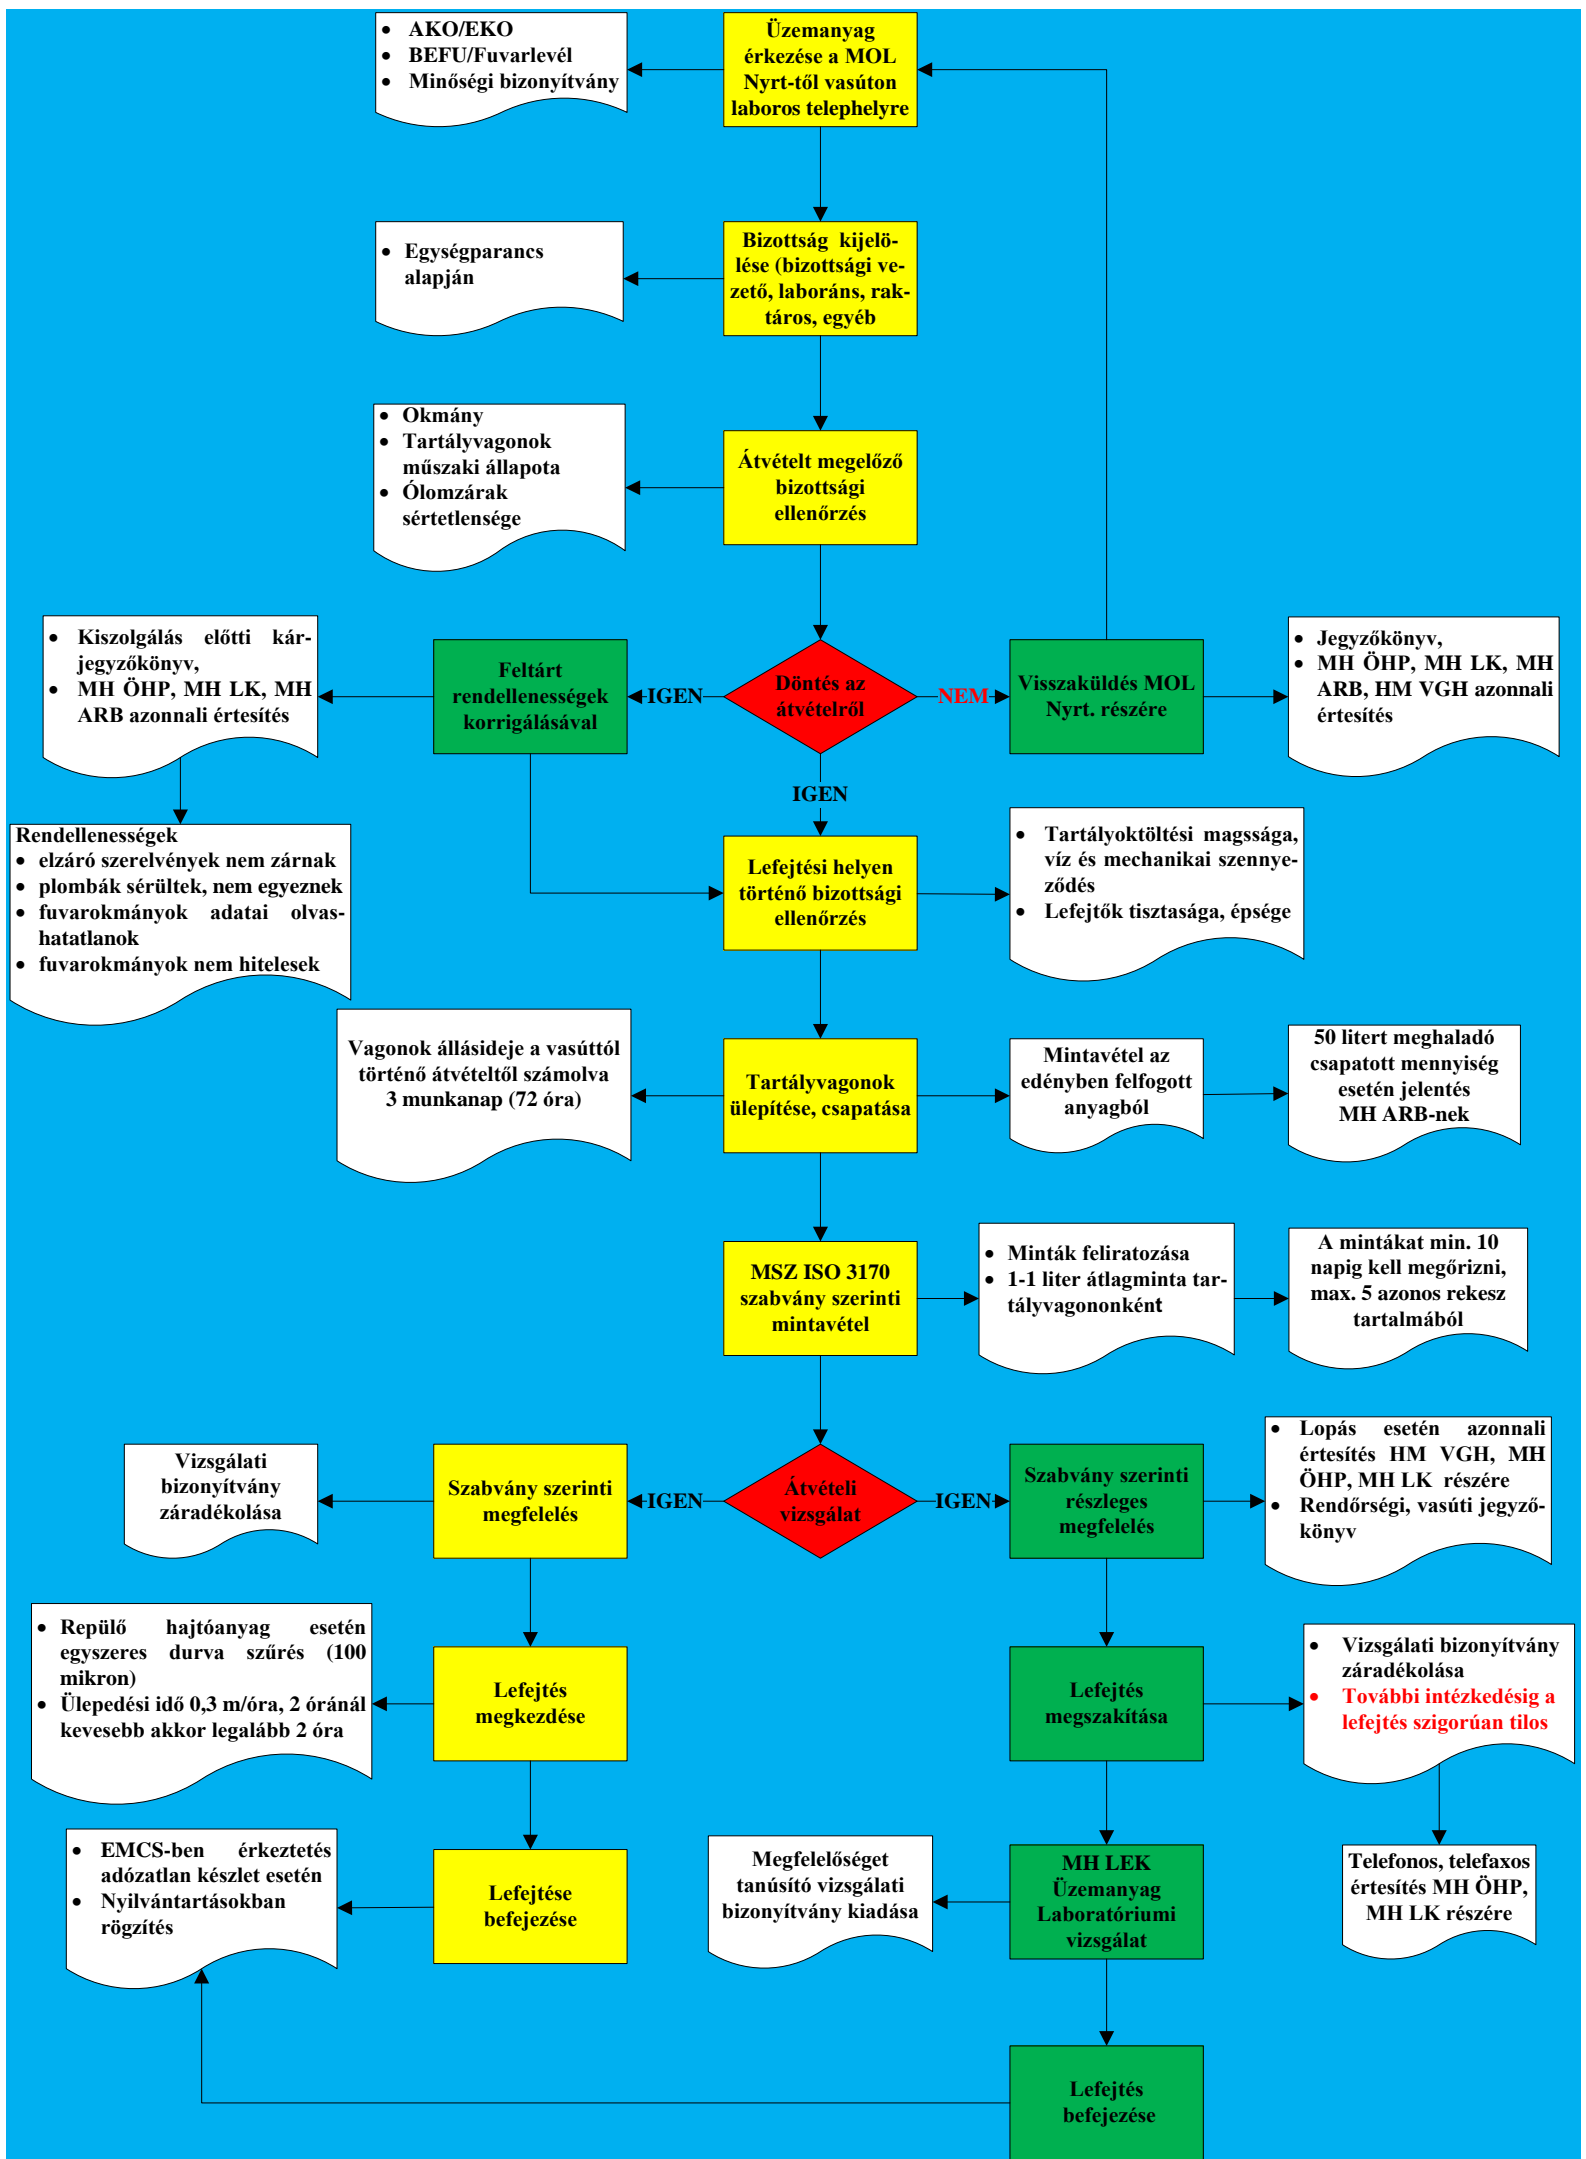 • AKO/EKO
• BEFU/Fuvarlevél
• Minőségi bizonyítvány
Üzemanyag
érkezése a MOL
Nyrt-től vasúton
laboros telephelyre
• Egységparancs
alapján
Bizottság kijelö-
lése (bizottsági ve-
zető, laboráns, rak-
táros, egyéb
• Okmány
• Tartályvagonok
műszaki állapota
• Ólomzárak
sértetlensége
Átvételt megelőző
bizottsági
ellenőrzés
• Kiszolgálás előtti kár-
jegyzőkönyv,
• MH ÖHP, MH LK, MH
ARB azonnali értesítés
Feltárt
rendellenességek
korrigálásával
IGEN
Döntés az
átvételről
NEM
Visszaküldés MOL
Nyrt. részére
• Jegyzőkönyv,
• MH ÖHP, MH LK, MH
ARB, HM VGH azonnali
értesítés
IGEN
Rendellenességek
• elzáró szerelvények nem zárnak
• plombák sérültek, nem egyeznek
• fuvarokmányok adatai olvas-
hatatlanok
• fuvarokmányok nem hitelesek
Lefejtési helyen
történő bizottsági
ellenőrzés
• Tartályoktöltési magssága,
víz és mechanikai szennye-
ződés
• Lefejtők tisztasága, épsége
Vagonok állásideje a vasúttól
történő átvételtől számolva
3 munkanap (72 óra)
Tartályvagonok
ülepítése, csapatása
Mintavétel az
edényben felfogott
anyagból
50 litert meghaladó
csapatott mennyiség
esetén jelentés
MH ARB-nek
MSZ ISO 3170
szabvány szerinti
mintavétel
• Minták feliratozása
• 1-1 liter átlagminta tar-
tályvagononként
A mintákat min. 10
napig kell megőrizni,
max. 5 azonos rekesz
tartalmából
Vizsgálati
bizonyítvány
záradékolása
Szabvány szerinti
megfelelés
IGEN
Átvételi
vizsgálat
IGEN
Szabvány szerinti
részleges
megfelelés
• Lopás esetén azonnali
értesítés HM VGH, MH
ÖHP, MH LK részére
• Rendőrségi, vasúti jegyző-
könyv
• Repülő hajtóanyag esetén
egyszeres durva szűrés (100
mikron)
• Ülepedési idő 0,3 m/óra, 2 óránál
kevesebb akkor legalább 2 óra
Lefejtés
megkezdése
Lefejtés
megszakítása
• Vizsgálati bizonyítvány
záradékolása
• További intézkedésig a
lefejtés szigorúan tilos
• EMCS-ben érkeztetés
adózatlan készlet esetén
• Nyilvántartásokban
rögzítés
Lefejtése
befejezése
Megfelelőséget
tanúsító vizsgálati
bizonyítvány kiadása
MH LEK
Üzemanyag
Laboratóriumi
vizsgálat
Telefonos, telefaxos
értesítés MH ÖHP,
MH LK részére
Lefejtés
befejezése